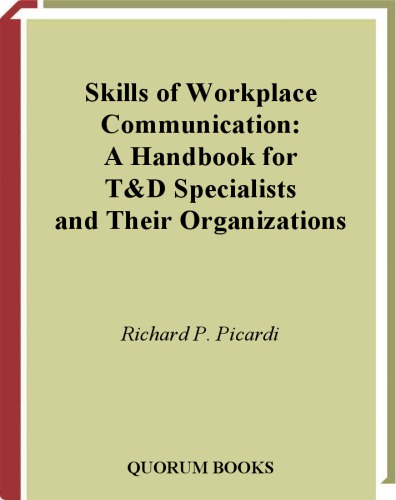 Skills of Workplace
Communication:
A Handbook for
T&D Specialists
and Their Organizations
Richard P. Picardi
QUORUM BOOKS